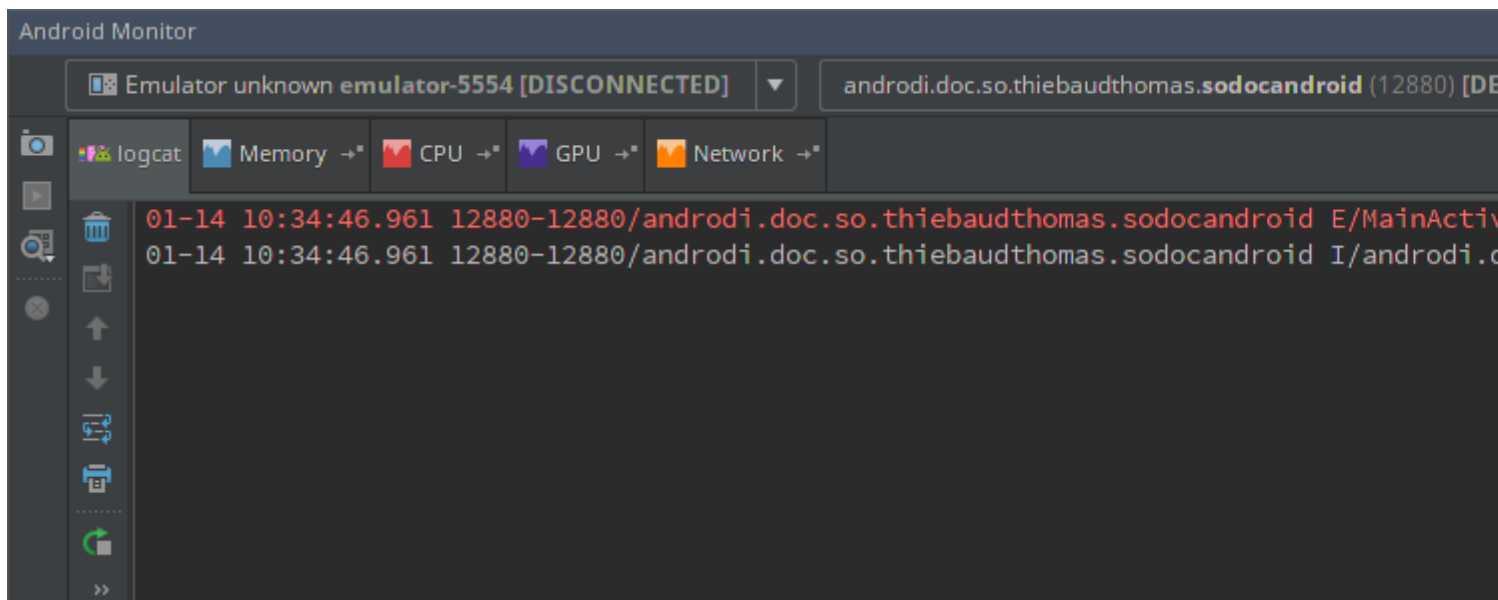 Android Monitor
Emulator unknown emulator-5554 [DISCONNECTED] androdi.doc.so.thiebaudthomas.sodocandroid (12880) [DE
logcat Memory CPU GPU Network
01-14 10:34:46.961 12880-12880/androdi.doc.so.thiebaudthomas.sodocandroid E/MainActiv
01-14 10:34:46.961 12880-12880/androdi.doc.so.thiebaudthomas.sodocandroid I/androdi.d